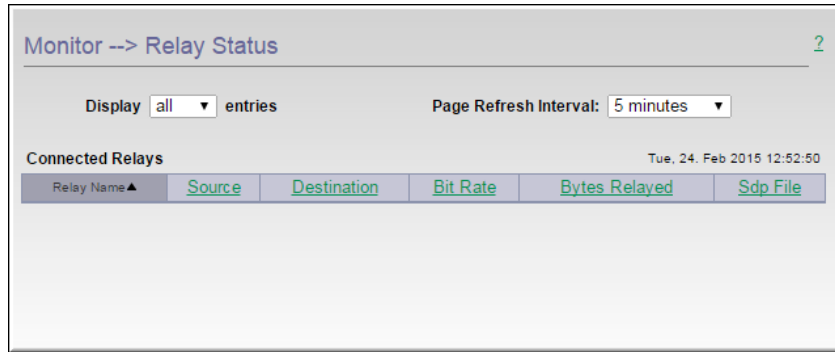 Monitor --> Relay Status ?
Display all ▼ entries Page Refresh Interval: 5 minutes ▼
Connected Relays Tue, 24. Feb 2015 12:52:50
Relay Name▲ Source Destination Bit Rate Bytes Relayed Sdp File